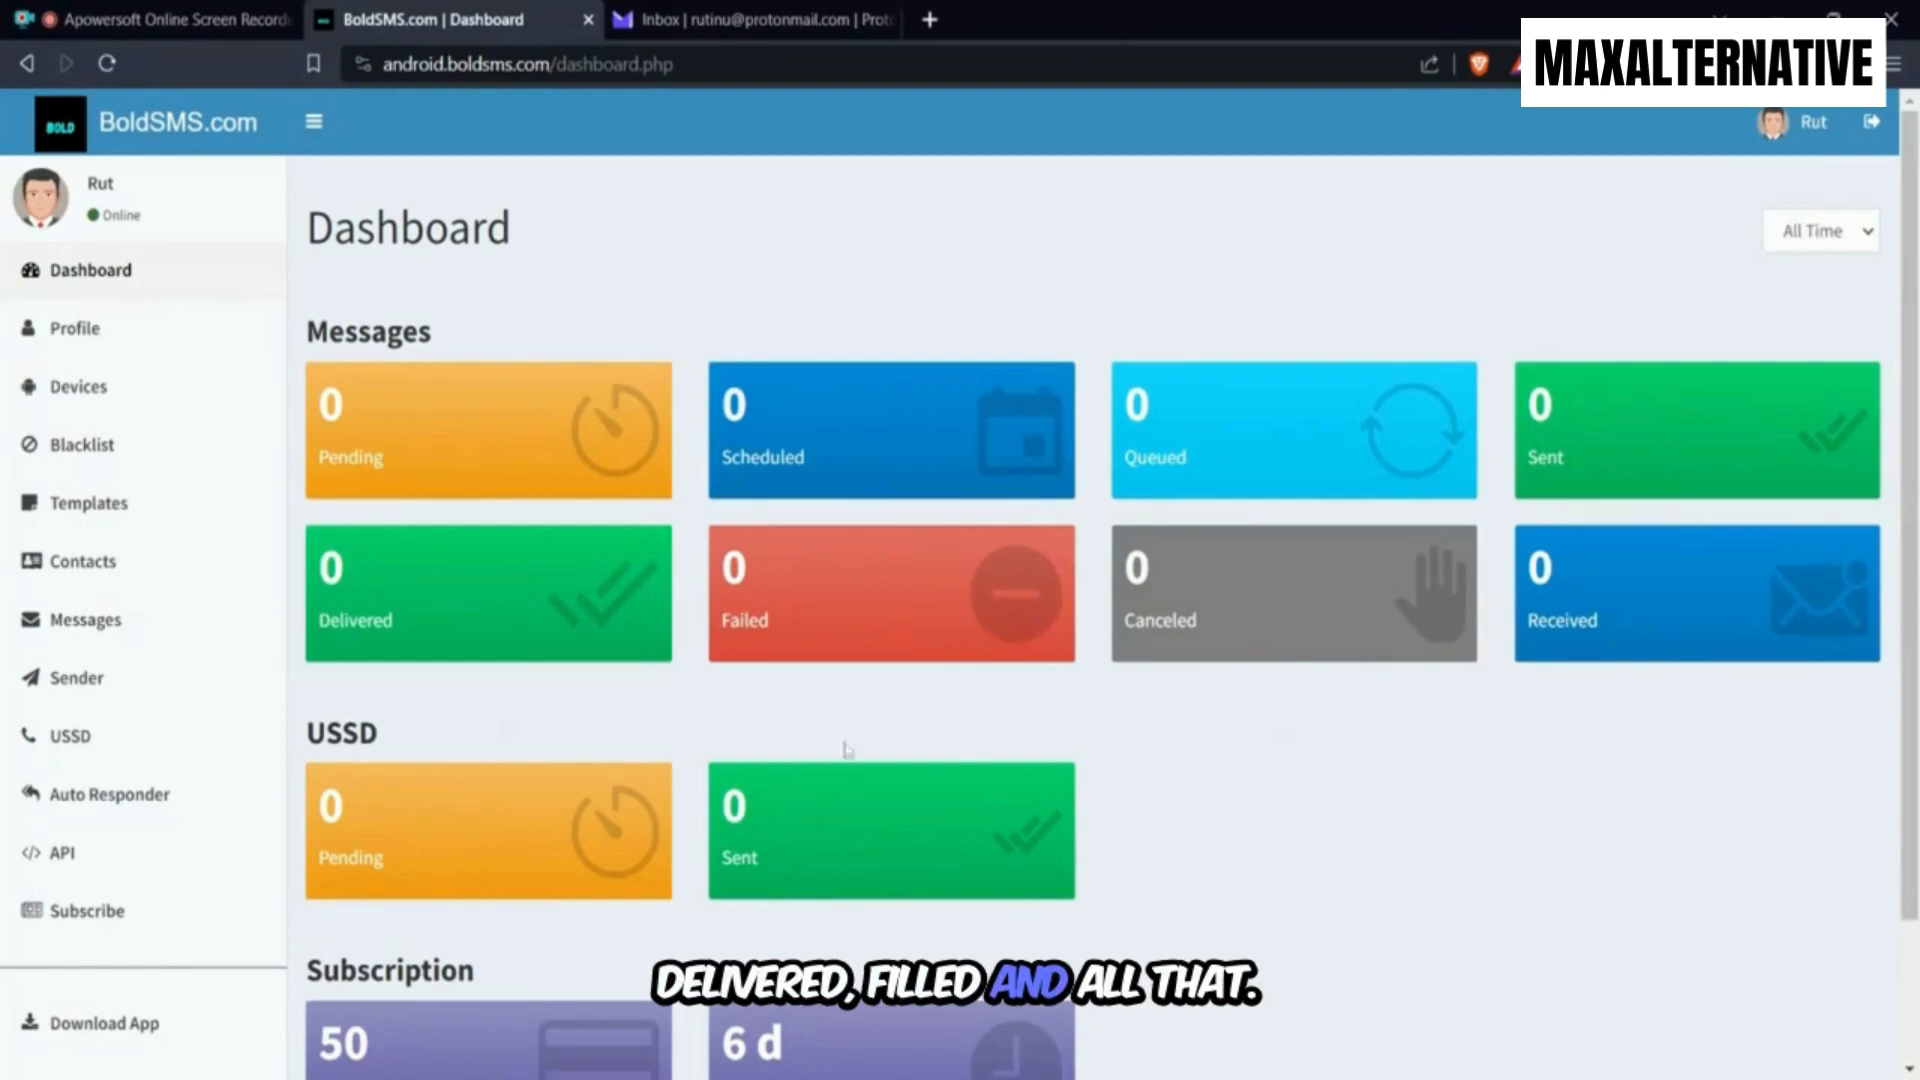 Apowersoft Online Screen Record
BoldSMS.com | Dashboard
Inbox | rutinu@protonmail.com | Prot
android.boldsms.com/dashboard.php
MAXALTERNATIVE
BOLD
BoldSMS.com
Rut
Rut
Online
Dashboard
Profile
Devices
Blacklist
Templates
Contacts
Messages
Sender
USSD
Auto Responder
API
Subscribe
Download App
Dashboard
All Time
Messages
0
Pending
0
Scheduled
0
Queued
0
Sent
0
Delivered
0
Failed
0
Canceled
0
Received
USSD
0
Pending
0
Sent
Subscription
50
6 d
DELIVERED, FILLED AND ALL THAT.